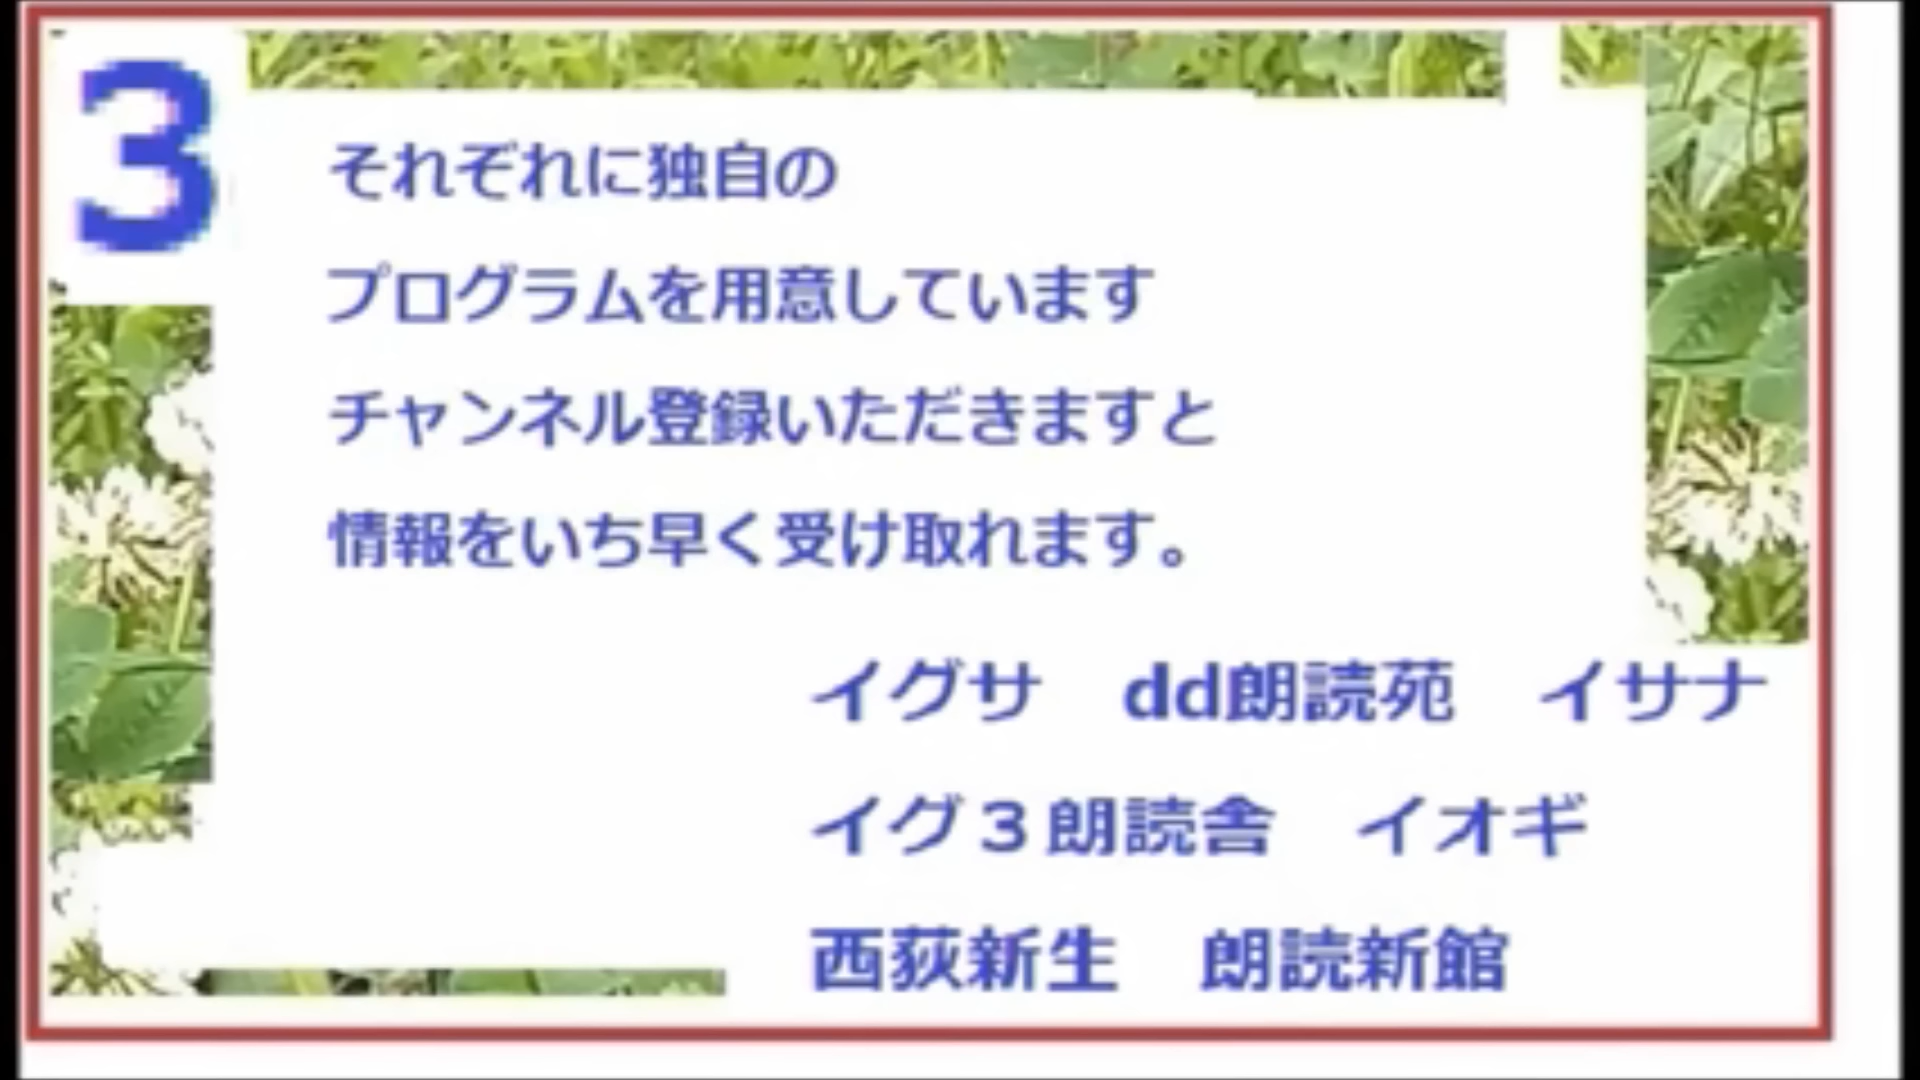 3
それぞれに独自の
プログラムを用意しています
チャンネル登録いただきますと
情報をいち早く受け取れます。
イグサ　dd朗読苑　イサナ
イグ３朗読舎　イオギ
西荻新生　朗読新館